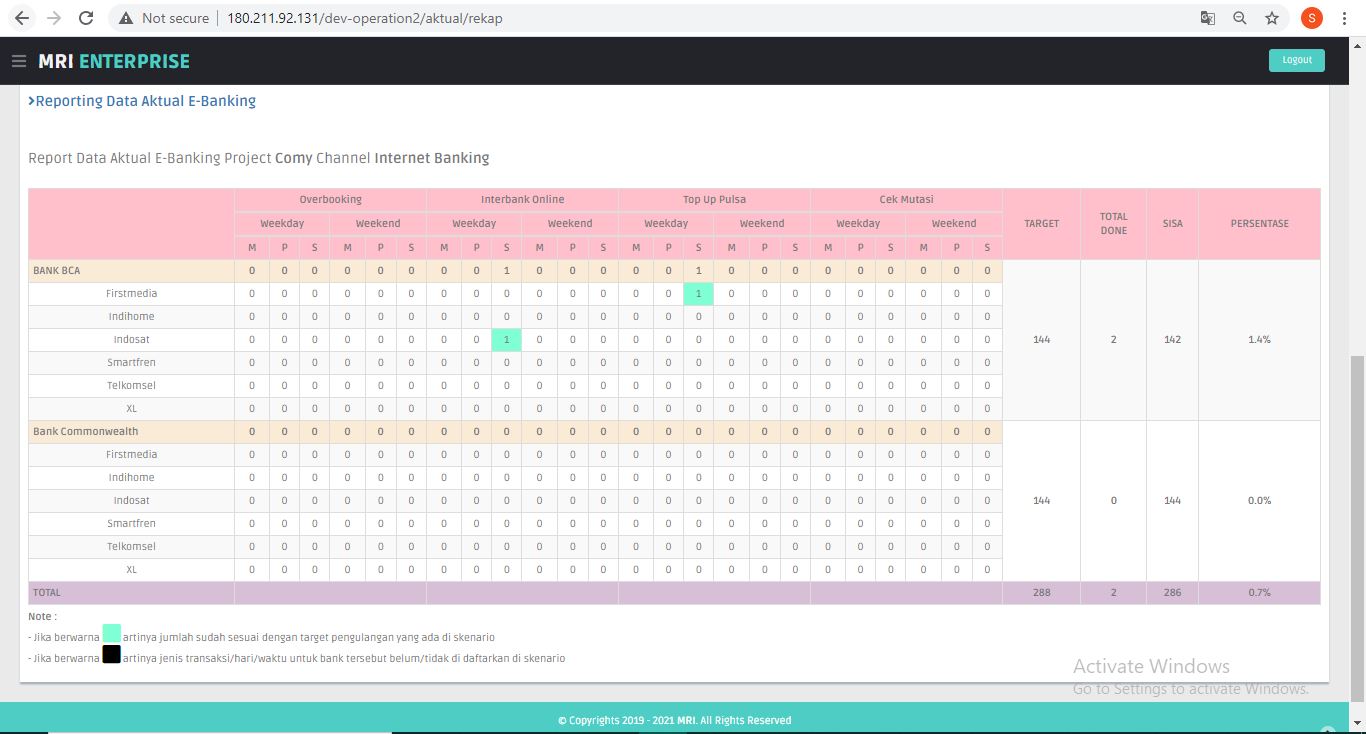 Not secure | 180.211.92.131/dev-operation2/aktual/rekap
S
MRI ENTERPRISE
Logout
Reporting Data Aktual E-Banking
Report Data Aktual E-Banking Project Comy Channel Internet Banking
Overbooking Interbank Online Top Up Pulsa Cek Mutasi TARGET TOTAL DONE SISA PERSENTASE
Weekday Weekend Weekday Weekend Weekday Weekend Weekday Weekend
M P S M P S M P S M P S M P S M P S M P S M P S
BANK BCA 0 0 0 0 0 0 0 0 1 0 0 0 0 0 1 0 0 0 0 0 0 0 0 0
Firstmedia 0 0 0 0 0 0 0 0 0 0 0 0 0 0 1 0 0 0 0 0 0 0 0 0
Indihome 0 0 0 0 0 0 0 0 0 0 0 0 0 0 0 0 0 0 0 0 0 0 0 0
Indosat 0 0 0 0 0 0 0 0 1 0 0 0 0 0 0 0 0 0 0 0 0 0 0 0 144 2 142 1.4%
Smartfren 0 0 0 0 0 0 0 0 0 0 0 0 0 0 0 0 0 0 0 0 0 0 0 0
Telkomsel 0 0 0 0 0 0 0 0 0 0 0 0 0 0 0 0 0 0 0 0 0 0 0 0
XL 0 0 0 0 0 0 0 0 0 0 0 0 0 0 0 0 0 0 0 0 0 0 0 0
Bank Commonwealth 0 0 0 0 0 0 0 0 0 0 0 0 0 0 0 0 0 0 0 0 0 0 0 0
Firstmedia 0 0 0 0 0 0 0 0 0 0 0 0 0 0 0 0 0 0 0 0 0 0 0 0
Indihome 0 0 0 0 0 0 0 0 0 0 0 0 0 0 0 0 0 0 0 0 0 0 0 0
Indosat 0 0 0 0 0 0 0 0 0 0 0 0 0 0 0 0 0 0 0 0 0 0 0 0 144 0 144 0.0%
Smartfren 0 0 0 0 0 0 0 0 0 0 0 0 0 0 0 0 0 0 0 0 0 0 0 0
Telkomsel 0 0 0 0 0 0 0 0 0 0 0 0 0 0 0 0 0 0 0 0 0 0 0 0
XL 0 0 0 0 0 0 0 0 0 0 0 0 0 0 0 0 0 0 0 0 0 0 0 0
TOTAL 288 2 286 0.7%
Note :
- Jika berwarna artinya jumlah sudah sesuai dengan target pengulangan yang ada di skenario
- Jika berwarna artinya jenis transaksi/hari/waktu untuk bank tersebut belum/tidak di daftarkan di skenario
Activate Windows
Go to Settings to activate Windows.
© Copyrights 2019 - 2021 MRI. All Rights Reserved